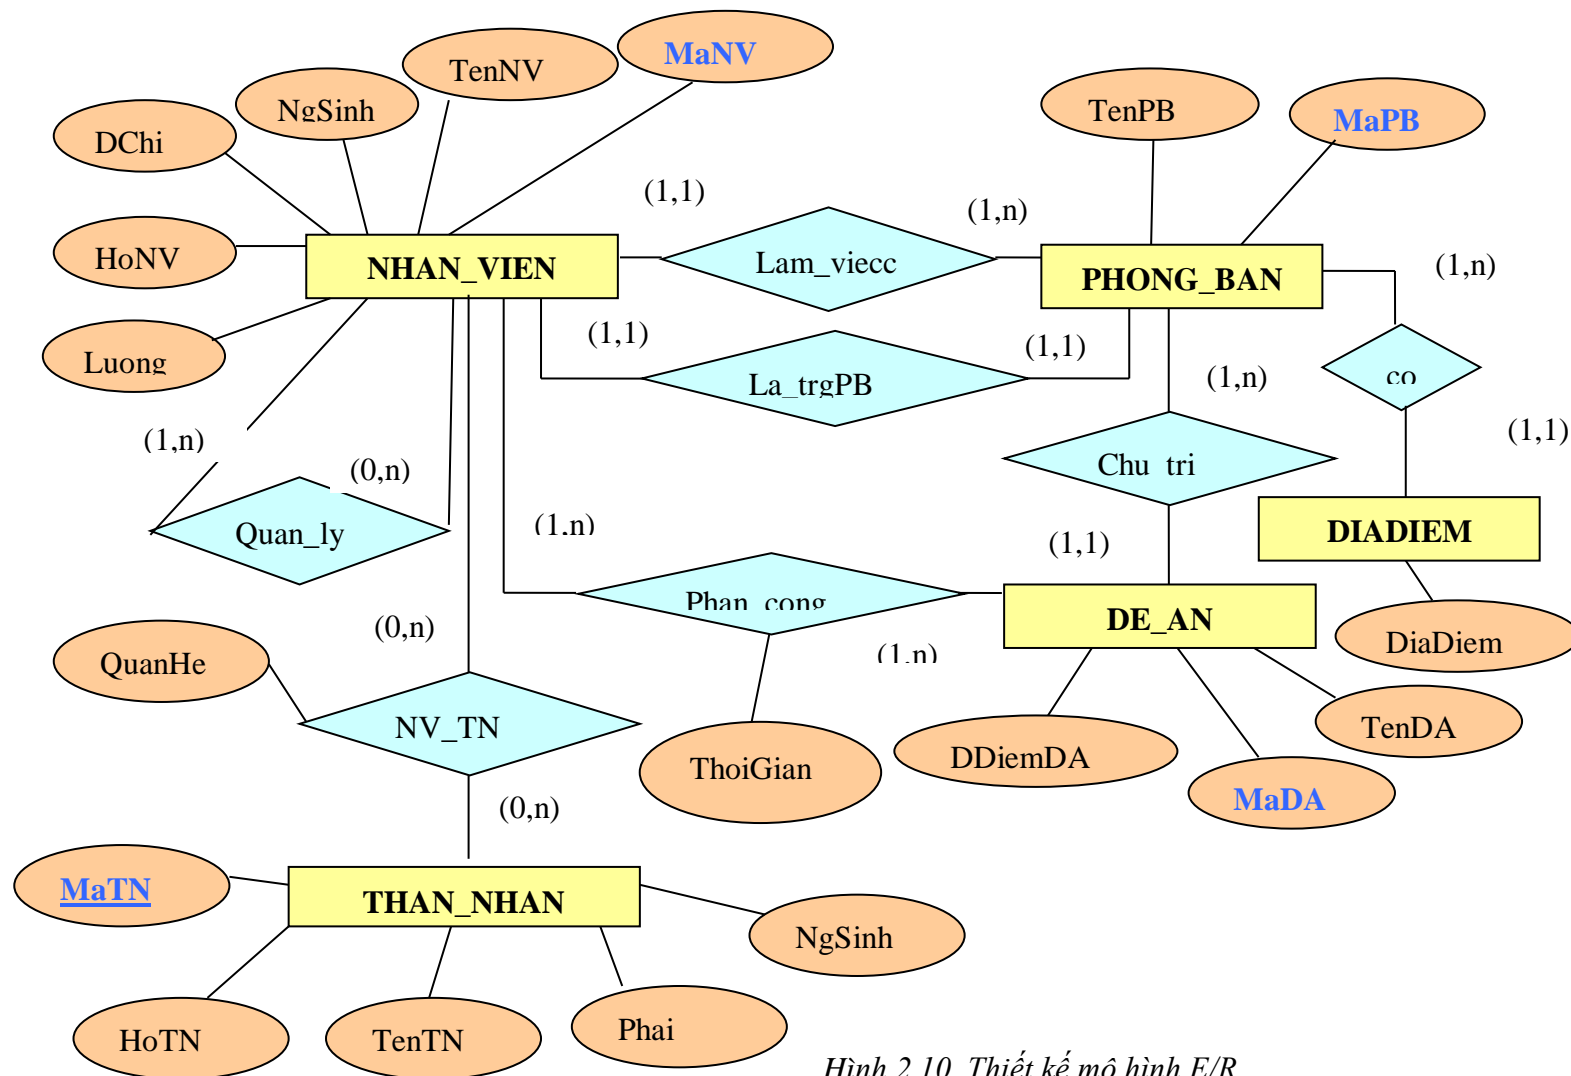 MaNV
TenNV
NgSinh
DChi
HoNV
Luong
TenPB
MaPB
(1,1)
(1,n)
NHAN_VIEN
Lam_viecc
PHONG_BAN
(1,n)
(1,1)
(1,1)
La_trgPB
(1,n)
co
(1,n)
(0,n)
(1,1)
Quan_ly
Chu_tri
DIADIEM
(1,n)
(1,1)
Phan_cong
DE_AN
(0,n)
(1,n)
DiaDiem
QuanHe
NV_TN
ThoiGian
DDiemDA
TenDA
MaDA
(0,n)
MaTN
THAN_NHAN
NgSinh
HoTN
TenTN
Phai
Hình 2.10. Thiết kế mô hình E/R